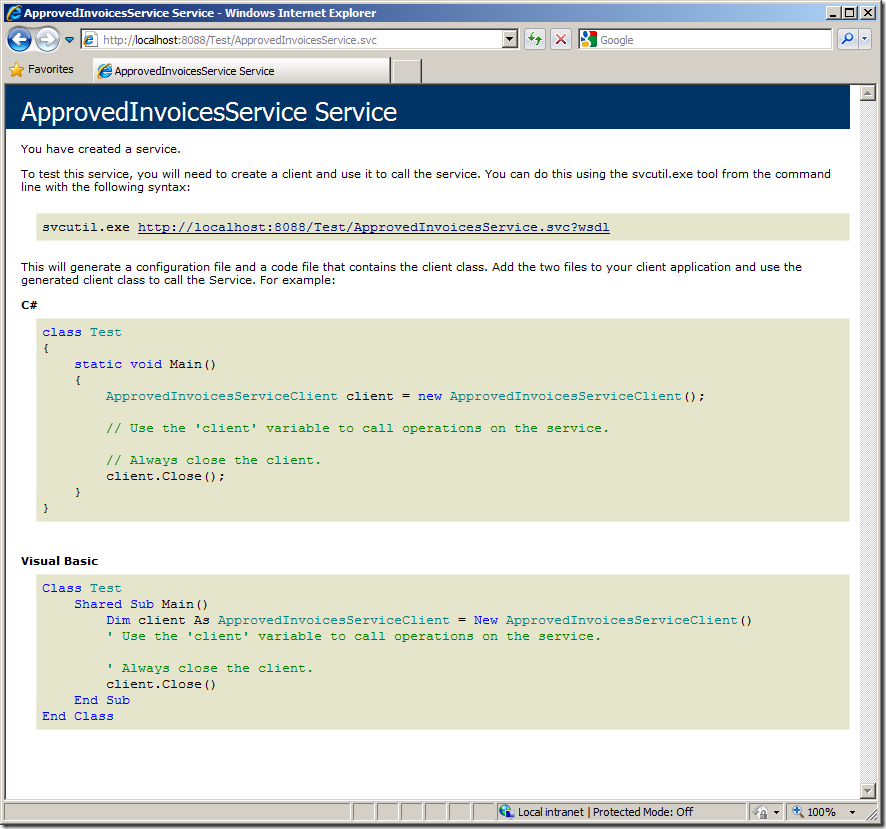 ApprovedInvoicesService Service - Windows Internet Explorer
http://localhost:8088/Test/ApprovedInvoicesService.svc
Google
Favorites
ApprovedInvoicesService Service
ApprovedInvoicesService Service
You have created a service.
To test this service, you will need to create a client and use it to call the service. You can do this using the svcutil.exe tool from the command
line with the following syntax:
svcutil.exe http://localhost:8088/Test/ApprovedInvoicesService.svc?wsdl
This will generate a configuration file and a code file that contains the client class. Add the two files to your client application and use the
generated client class to call the Service. For example:
C#
class Test
{
    static void Main()
    {
        ApprovedInvoicesServiceClient client = new ApprovedInvoicesServiceClient();
        // Use the 'client' variable to call operations on the service.
        // Always close the client.
        client.Close();
    }
}
Visual Basic
Class Test
    Shared Sub Main()
        Dim client As ApprovedInvoicesServiceClient = New ApprovedInvoicesServiceClient()
        ' Use the 'client' variable to call operations on the service.
        ' Always close the client.
        client.Close()
    End Sub
End Class
Local intranet | Protected Mode: Off
100%